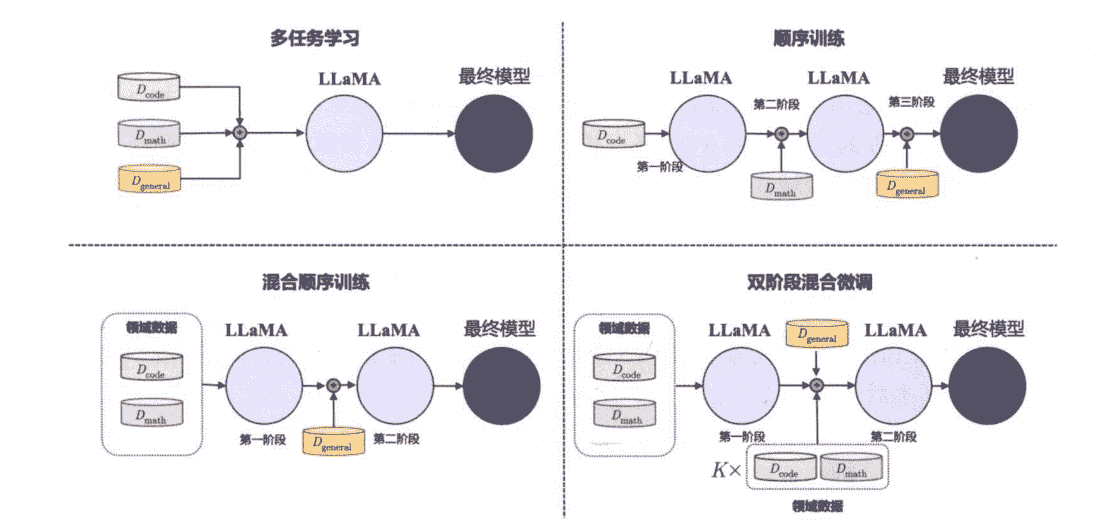 多任务学习
D_code
D_math
D_general
LLaMA
最终模型
顺序训练
D_code
第一阶段
LLaMA
第二阶段
D_math
LLaMA
第三阶段
D_general
最终模型
混合顺序训练
领域数据
D_code
D_math
LLaMA
第一阶段
D_general
LLaMA
第二阶段
最终模型
双阶段混合微调
领域数据
D_code
D_math
LLaMA
第一阶段
D_general
K×
D_code
D_math
领域数据
LLaMA
第二阶段
最终模型